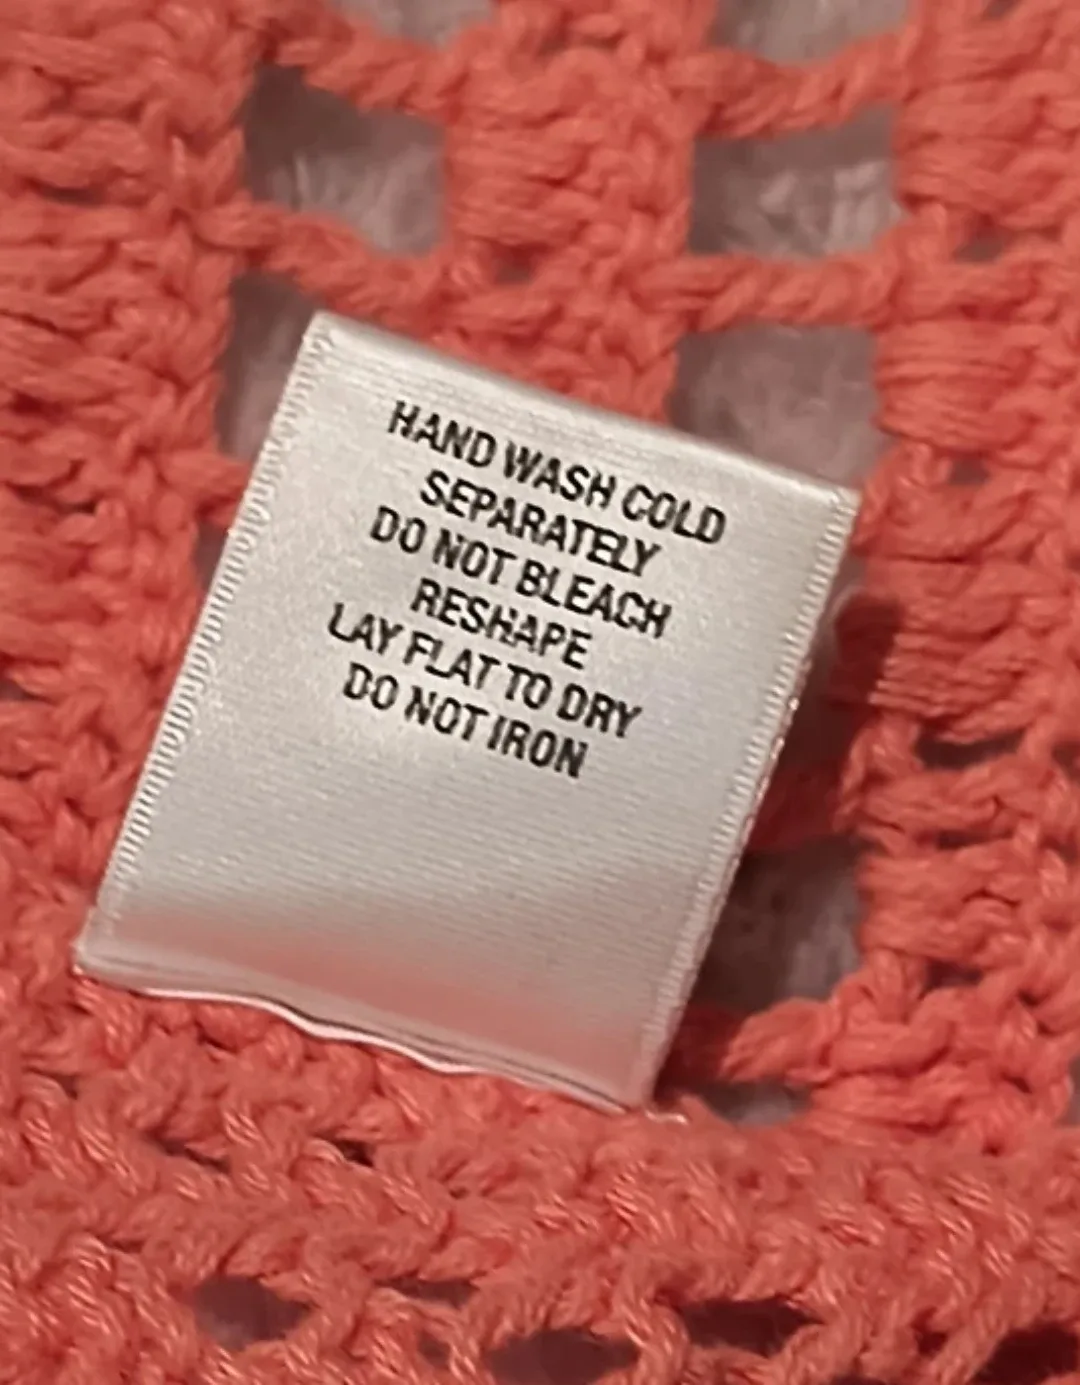 HAND WASH COLD
SEPARATELY
DO NOT BLEACH
RESHAPE
LAY FLAT TO DRY
DO NOT IRON